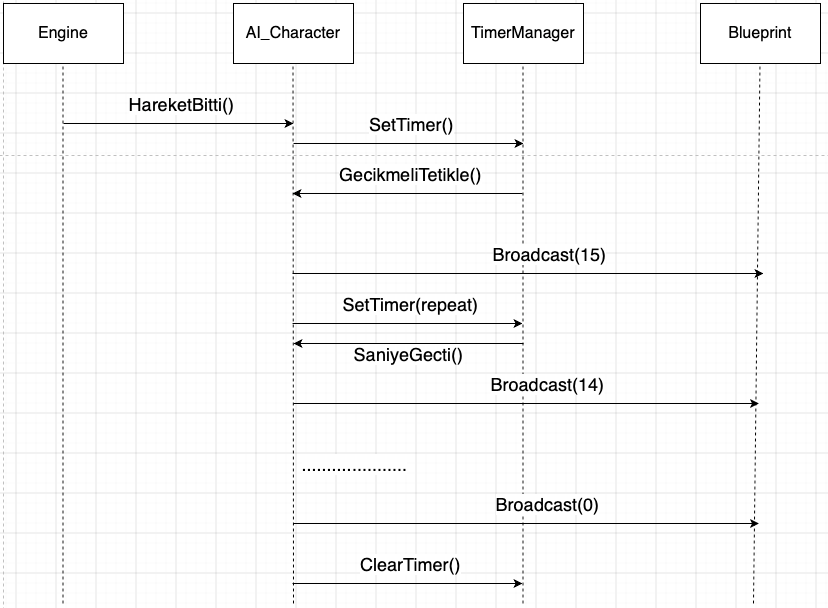 Engine
AI_Character
TimerManager
Blueprint
HareketBitti()
SetTimer()
GecikmeliTetikle()
Broadcast(15)
SetTimer(repeat)
SaniyeGecti()
Broadcast(14)
.....................
Broadcast(0)
ClearTimer()